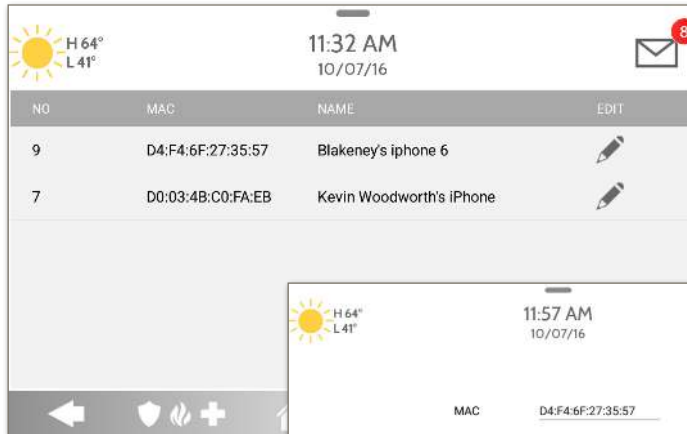 H 64°
L 41°
11:32 AM
10/07/16
8
NO MAC NAME EDIT
9 D4:F4:6F:27:35:57 Blakeney's iphone 6
7 D0:03:4B:C0:FA:EB Kevin Woodworth's iPhone
H 64°
L 41°
11:57 AM
10/07/16
MAC D4:F4:6F:27:35:57